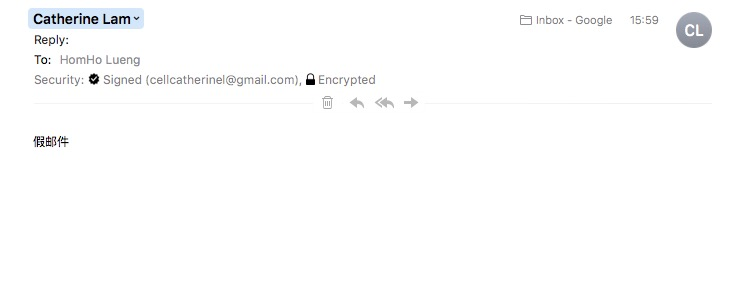 Catherine Lam
Inbox - Google 15:59
CL
Reply:
To: HomHo Lueng
Security: Signed (cellcatherinel@gmail.com), Encrypted
假邮件